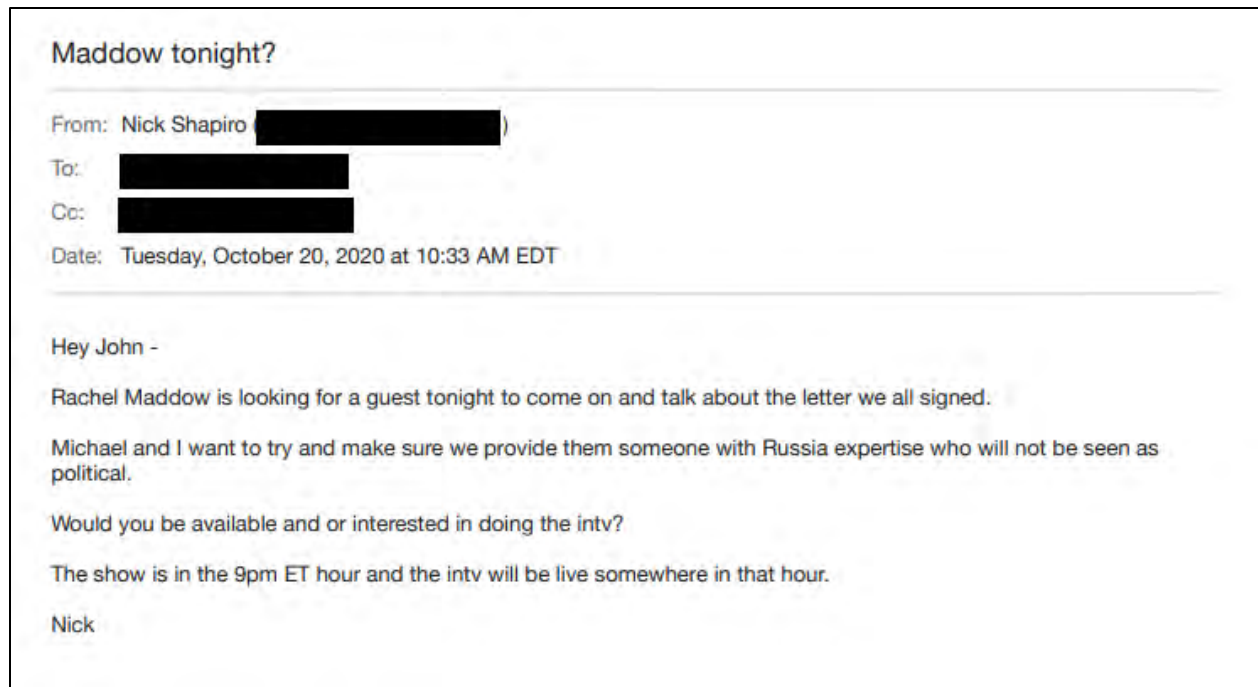 Maddow tonight?
From: Nick Shapiro ( )
To:
Cc:
Date: Tuesday, October 20, 2020 at 10:33 AM EDT
Hey John -
Rachel Maddow is looking for a guest tonight to come on and talk about the letter we all signed.
Michael and I want to try and make sure we provide them someone with Russia expertise who will not be seen as
political.
Would you be available and or interested in doing the intv?
The show is in the 9pm ET hour and the intv will be live somewhere in that hour.
Nick